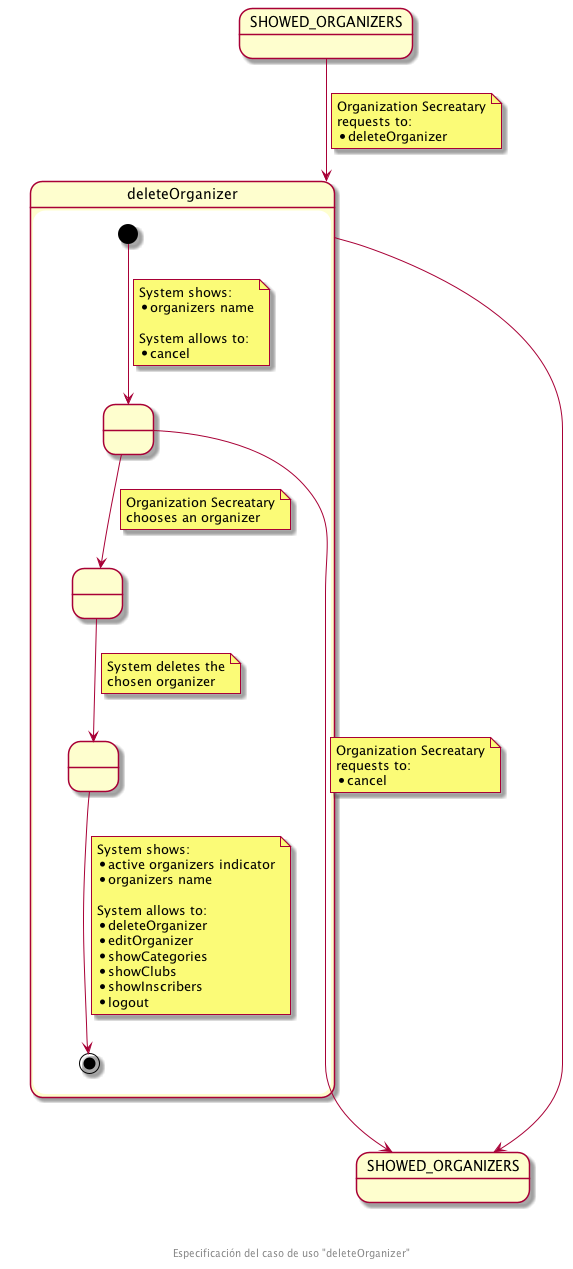 SHOWED_ORGANIZERS
Organization Secreatary
requests to:
•deleteOrganizer
deleteOrganizer
System shows:
•organizers name
System allows to:
•cancel
Organization Secreatary
chooses an organizer
System deletes the
chosen organizer
Organization Secreatary
requests to:
•cancel
System shows:
•active organizers indicator
•organizers name
System allows to:
•deleteOrganizer
•editOrganizer
•showCategories
•showClubs
•showInscribers
•logout
SHOWED_ORGANIZERS
Especificación del caso de uso "deleteOrganizer"